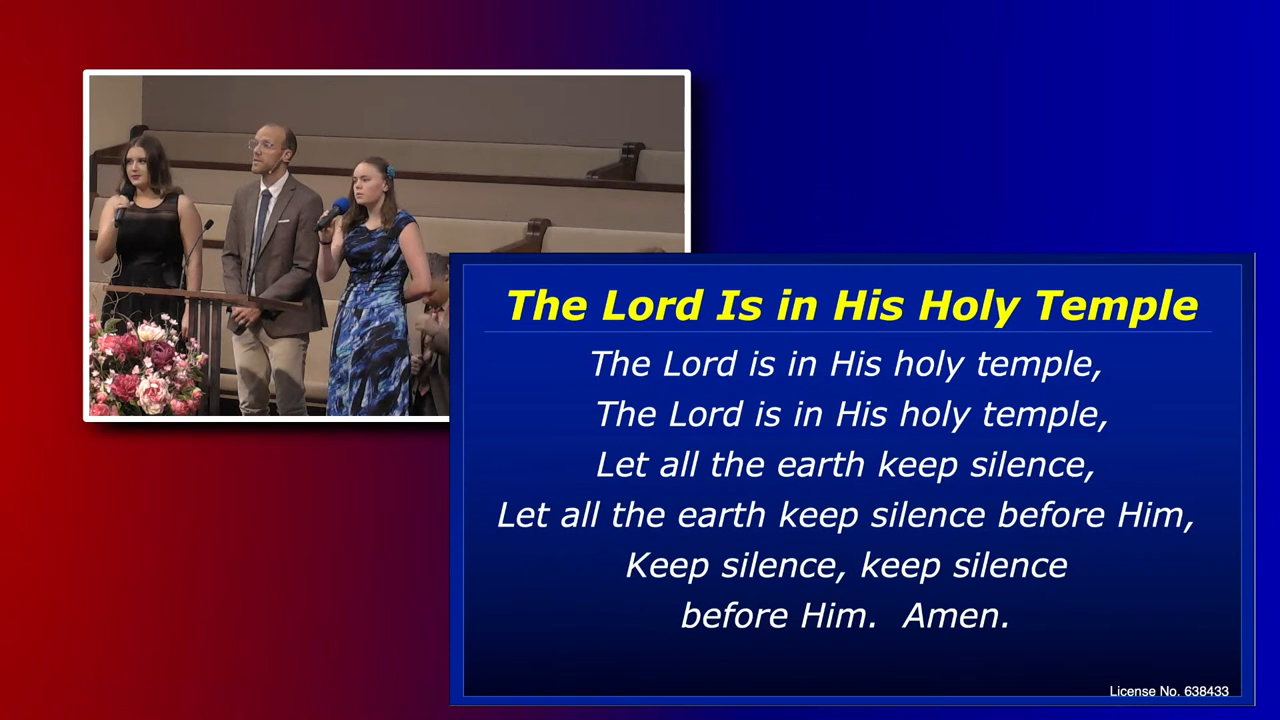 The Lord Is in His Holy Temple
The Lord is in His holy temple,
The Lord is in His holy temple,
Let all the earth keep silence,
Let all the earth keep silence before Him,
Keep silence, keep silence
before Him.  Amen.
License No. 638433